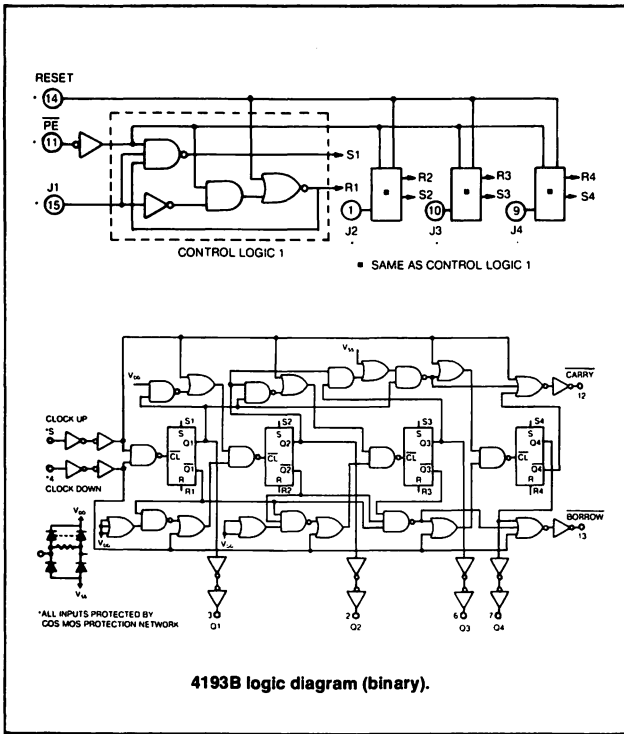 RESET
14
PE
11
S1
R1
R2
S2
R3
S3
R4
S4
J1
15
1
10
9
J2
J3
J4
CONTROL LOGIC 1
■ SAME AS CONTROL LOGIC 1
VDD
VSS
CARRY
12
CLOCK UP
*S
*4
CLOCK DOWN
S1
S Q1
CL
Q1
R
R1
S2
S Q2
CL
Q2
R
R2
S3
S Q3
CL
Q3
R
R3
S4
S Q4
CL
Q4
R
R4
BORROW
13
VDD
VSS
*ALL INPUTS PROTECTED BY
COS MOS PROTECTION NETWORK
3
Q1
2
Q2
6
Q3
7
Q4
4193B logic diagram (binary).